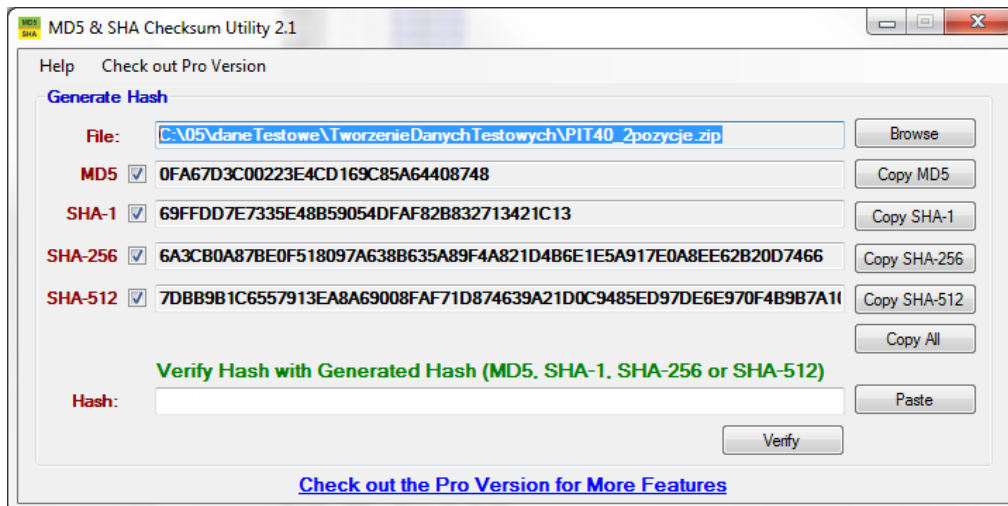 MD5 SHA MD5 & SHA Checksum Utility 2.1
Help Check out Pro Version
Generate Hash
File: C:\05\daneTestowe\TworzenieDanychTestowych\PIT40_2pozycje.zip Browse
MD5 0FA67D3C00223E4CD169C85A64408748 Copy MD5
SHA-1 69FFDD7E7335E48B59054DFAF82B832713421C13 Copy SHA-1
SHA-256 6A3CB0A87BE0F518097A638B635A89F4A821D4B6E1E5A917E0A8EE62B20D7466 Copy SHA-256
SHA-512 7DBB9B1C6557913EA8A69008FAF71D874639A21D0C9485ED97DE6E970F4B9B7A10 Copy SHA-512
Copy All
Verify Hash with Generated Hash (MD5, SHA-1, SHA-256 or SHA-512)
Hash: Paste
Verify
Check out the Pro Version for More Features